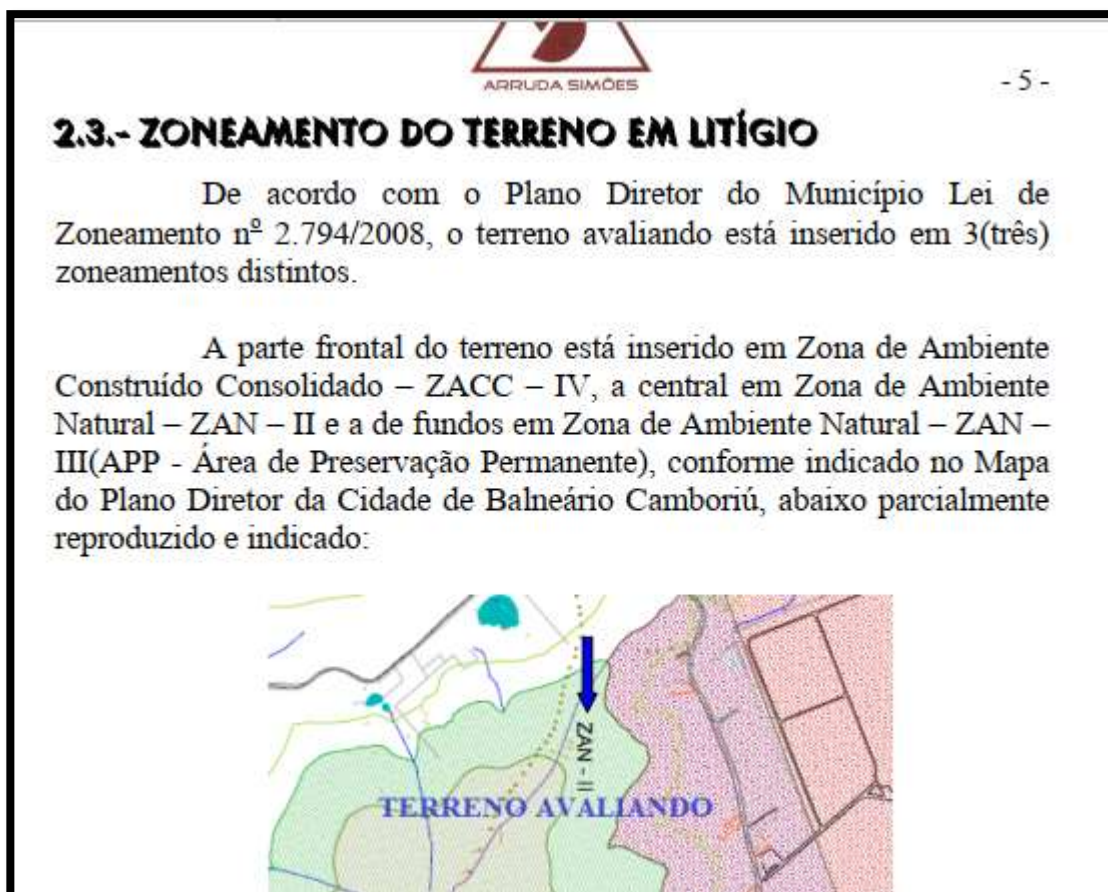 ARRUDA SIMÕES
- 5 -
2.3.- ZONEAMENTO DO TERRENO EM LITÍGIO
De acordo com o Plano Diretor do Município Lei de
Zoneamento nº 2.794/2008, o terreno avaliando está inserido em 3(três)
zoneamentos distintos.
A parte frontal do terreno está inserido em Zona de Ambiente
Construído Consolidado – ZACC – IV, a central em Zona de Ambiente
Natural – ZAN – II e a de fundos em Zona de Ambiente Natural – ZAN –
III(APP - Área de Preservação Permanente), conforme indicado no Mapa
do Plano Diretor da Cidade de Balneário Camboriú, abaixo parcialmente
reproduzido e indicado:
ZAN - II
TERRENO AVALIANDO